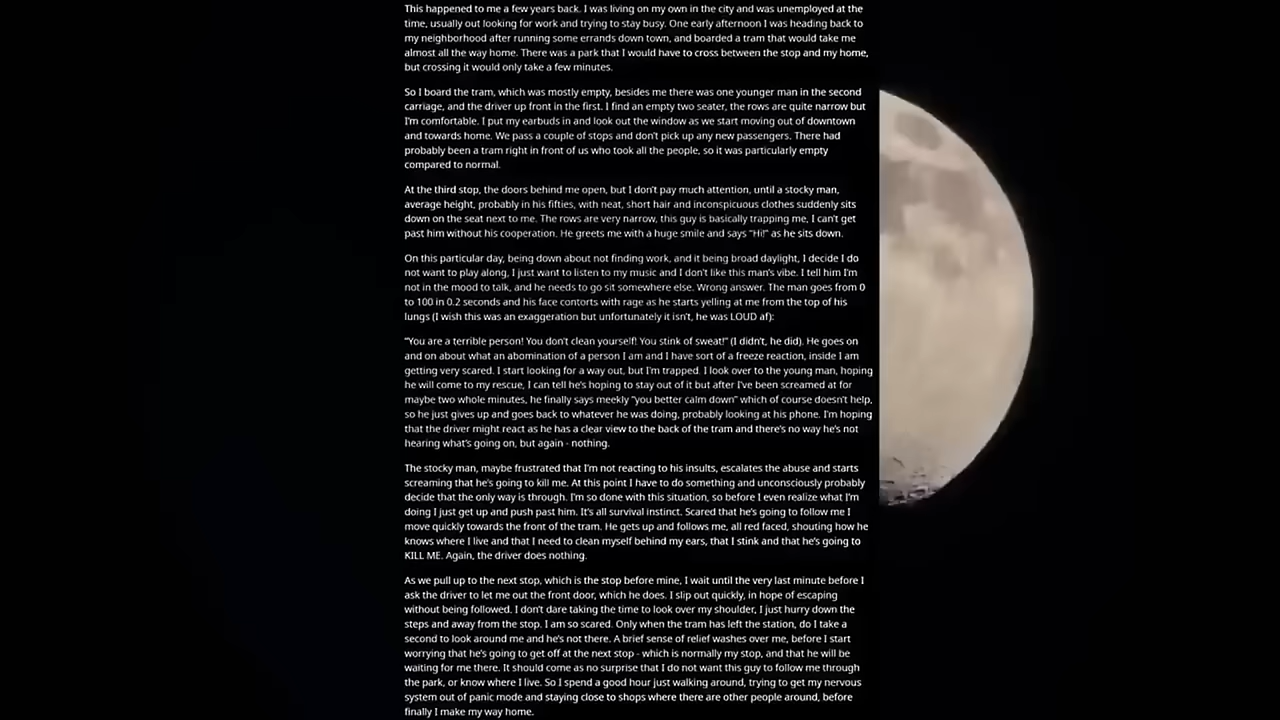 This happened to me a few years back. I was living on my own in the city and was unemployed at the
time, usually out looking for work and trying to stay busy. One early afternoon I was heading back to
my neighborhood after running some errands down town, and boarded a tram that would take me
almost all the way home. There was a park that I would have to cross between the stop and my home,
but crossing it would only take a few minutes.
So I board the tram, which was mostly empty, besides me there was one younger man in the second
carriage, and the driver up front in the first. I find an empty two seater, the rows are quite narrow but
I'm comfortable. I put my earbuds in and look out the window as we start moving out of downtown
and towards home. We pass a couple of stops and don't pick up any new passengers. There had
probably been a tram right in front of us who took all the people, so it was particularly empty
compared to normal.
At the third stop, the doors behind me open, but I don't pay much attention, until a stocky man,
average height, probably in his fifties, with neat, short hair and inconspicuous clothes suddenly sits
down on the seat next to me. The rows are very narrow, this guy is basically trapping me, I can't get
past him without his cooperation. He greets me with a huge smile and says "Hi!" as he sits down.
On this particular day, being down about not finding work, and it being broad daylight, I decide I do
not want to play along, I just want to listen to my music and I don't like this man's vibe. I tell him I'm
not in the mood to talk, and he needs to go sit somewhere else. Wrong answer. The man goes from 0
to 100 in 0.2 seconds and his face contorts with rage as he starts yelling at me from the top of his
lungs (I wish this was an exaggeration but unfortunately it isn't, he was LOUD af):
"You are a terrible person! You don't clean yourself! You stink of sweat!" (I didn't, he did). He goes on
and on about what an abomination of a person I am and I have sort of a freeze reaction, inside I am
getting very scared. I start looking for a way out, but I'm trapped. I look over to the young man, hoping
he will come to my rescue, I can tell he's hoping to stay out of it but after I've been screamed at for
maybe two whole minutes, he finally says meekly "you better calm down" which of course doesn't help,
so he just gives up and goes back to whatever he was doing, probably looking at his phone. I'm hoping
that the driver might react as he has a clear view to the back of the tram and there's no way he's not
hearing what's going on, but again - nothing.
The stocky man, maybe frustrated that I'm not reacting to his insults, escalates the abuse and starts
screaming that he's going to kill me. At this point I have to do something and unconsciously probably
decide that the only way is through. I'm so done with this situation, so before I even realize what I'm
doing I just get up and push past him. It's all survival instinct. Scared that he's going to follow me I
move quickly towards the front of the tram. He gets up and follows me, all red faced, shouting how he
knows where I live and that I need to clean myself behind my ears, that I stink and that he's going to
KILL ME. Again, the driver does nothing.
As we pull up to the next stop, which is the stop before mine, I wait until the very last minute before I
ask the driver to let me out the front door, which he does. I slip out quickly, in hope of escaping
without being followed. I don't dare taking the time to look over my shoulder, I just hurry down the
steps and away from the stop. I am so scared. Only when the tram has left the station, do I take a
second to look around me and he's not there. A brief sense of relief washes over me, before I start
worrying that he's going to get off at the next stop - which is normally my stop, and that he will be
waiting for me there. It should come as no surprise that I do not want this guy to follow me through
the park, or know where I live. So I spend a good hour just walking around, trying to get my nervous
system out of panic mode and staying close to shops where there are other people around, before
finally I make my way home.